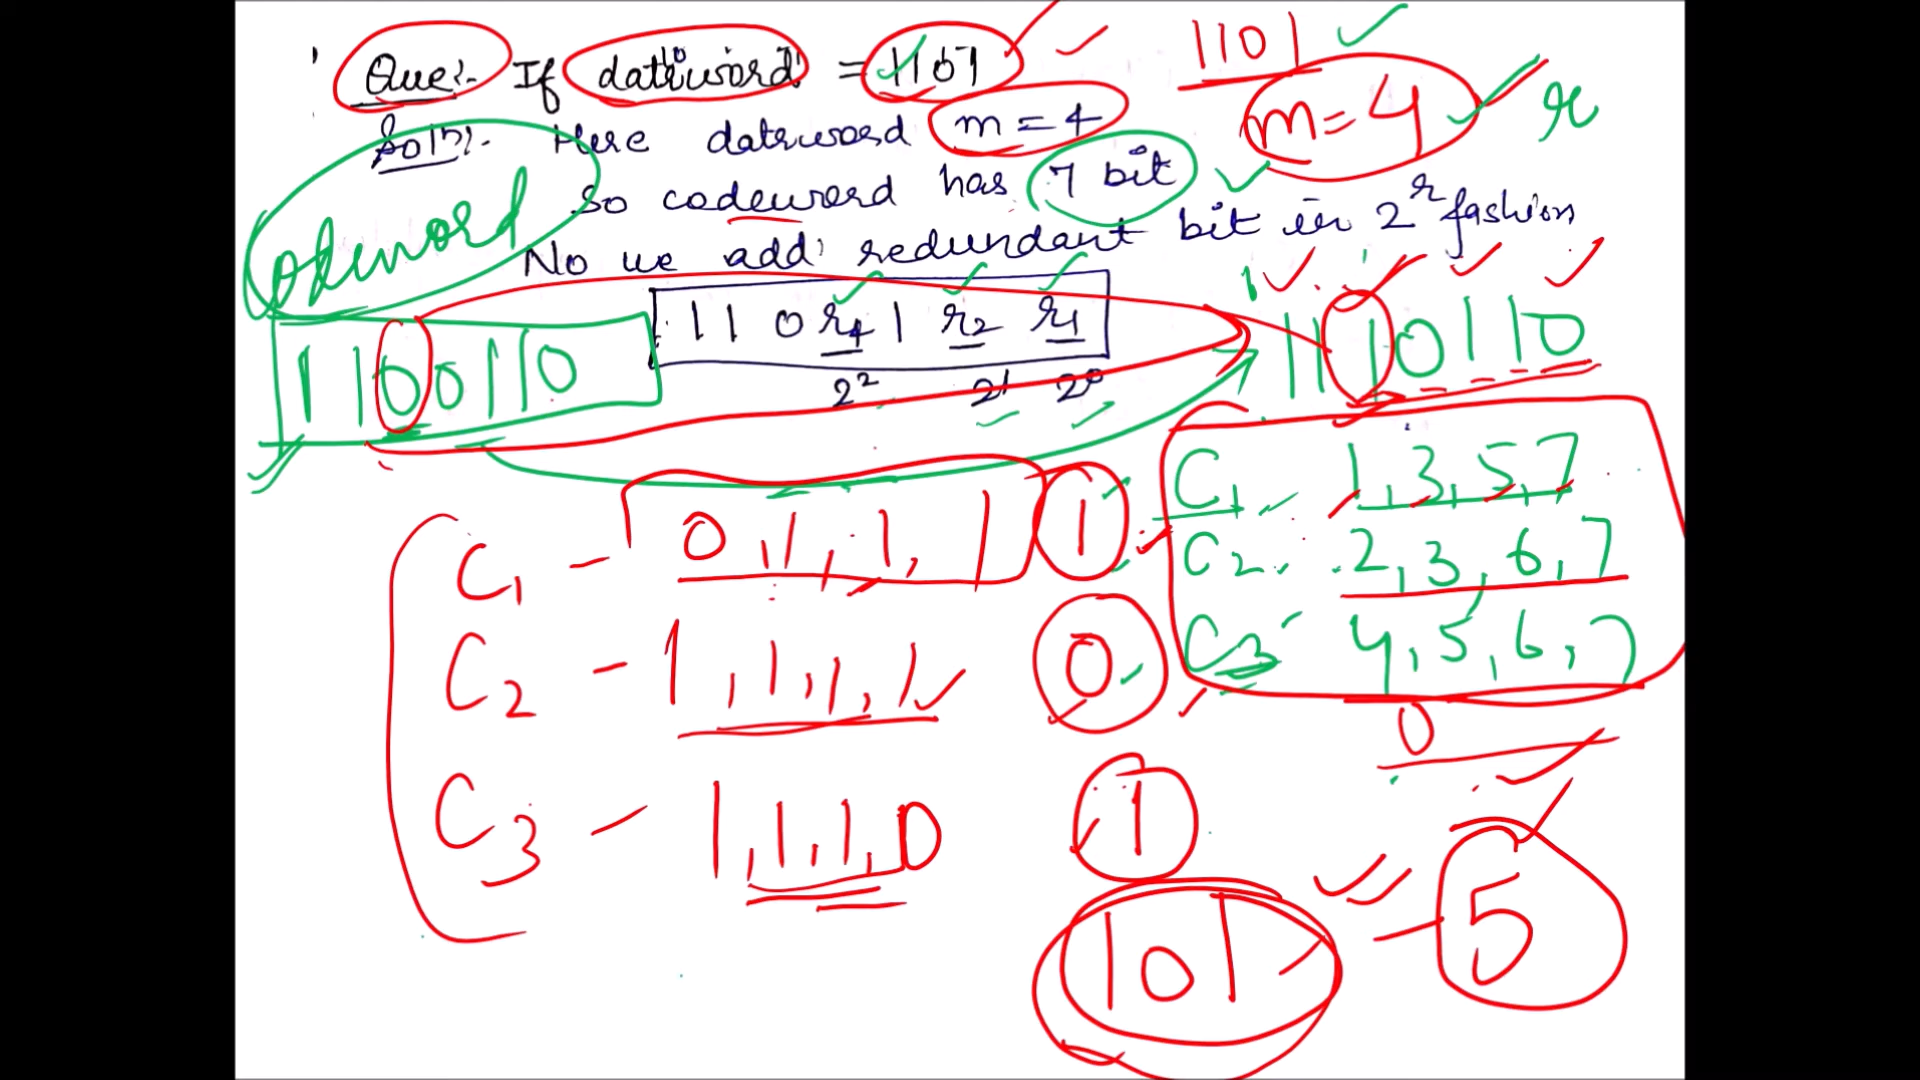 Que:- If dataword = 1101
1101
Soln:- Here dataword m = 4
m = 4 r
So codeword has 7 bit
odeword
No we add redundant bit in 2^r fashion
1100110
1 1 0 r4 1 r2 r1
1110110
2^2 2^1 2^0
C1 - 1,3,5,7
C1 - 0,1,1,1 1
C2. 2,3,6,7
C2 - 1,1,1,1 0
C3 4,5,6,7
0
C3 - 1,1,1,0 1
101 - 5